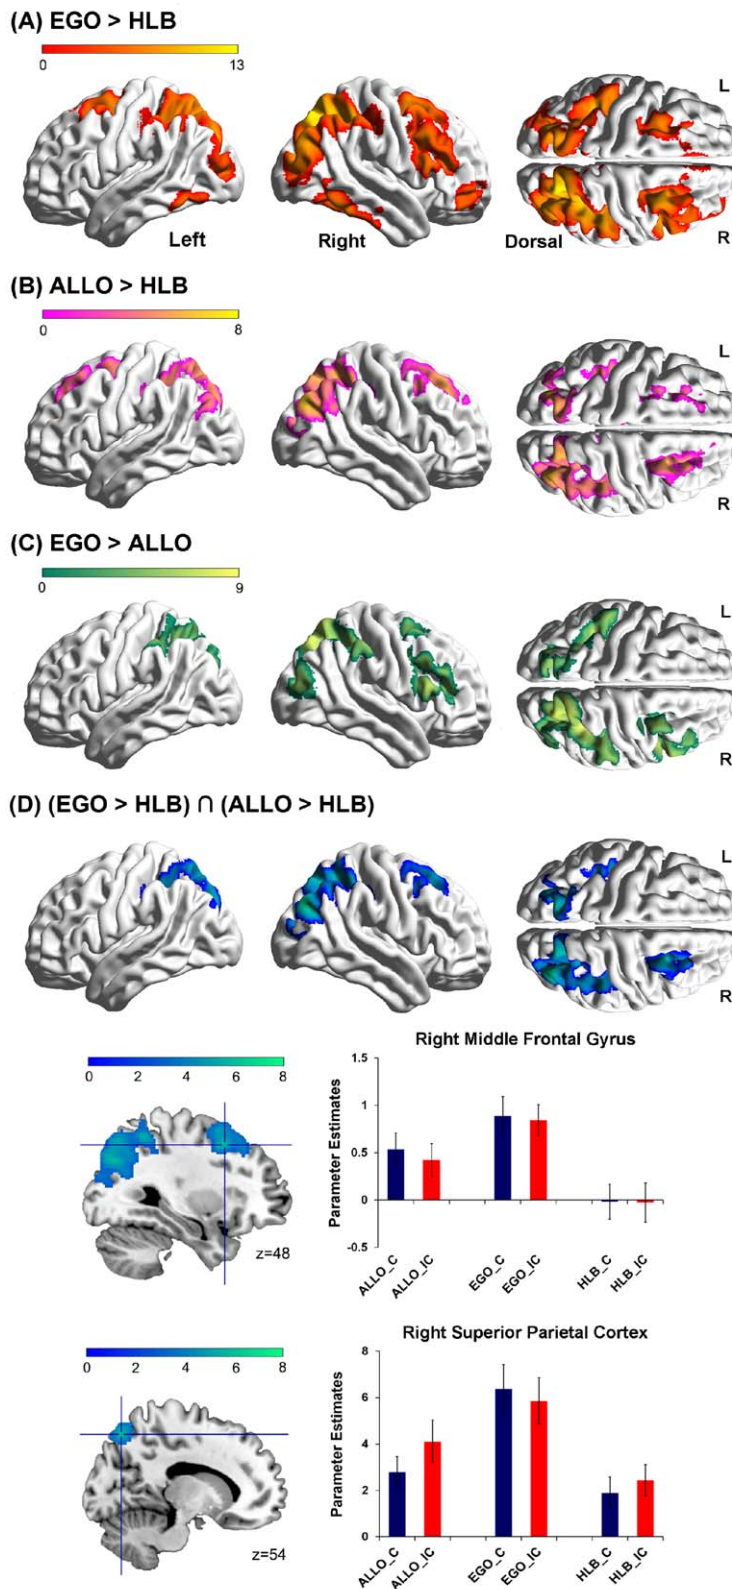 (A) EGO > HLB
0 13
L
Left Right Dorsal
R
(B) ALLO > HLB
0 8
L
R
(C) EGO > ALLO
0 9
L
R
(D) (EGO > HLB) ∩ (ALLO > HLB)
L
R
Right Middle Frontal Gyrus
0 2 4 6 8
z=48
Parameter Estimates
1.5
1
0.5
0
-0.5
ALLO_C ALLO_IC EGO_C EGO_IC HLB_C HLB_IC
Right Superior Parietal Cortex
0 2 4 6 8
z=54
Parameter Estimates
8
6
4
2
0
ALLO_C ALLO_IC EGO_C EGO_IC HLB_C HLB_IC